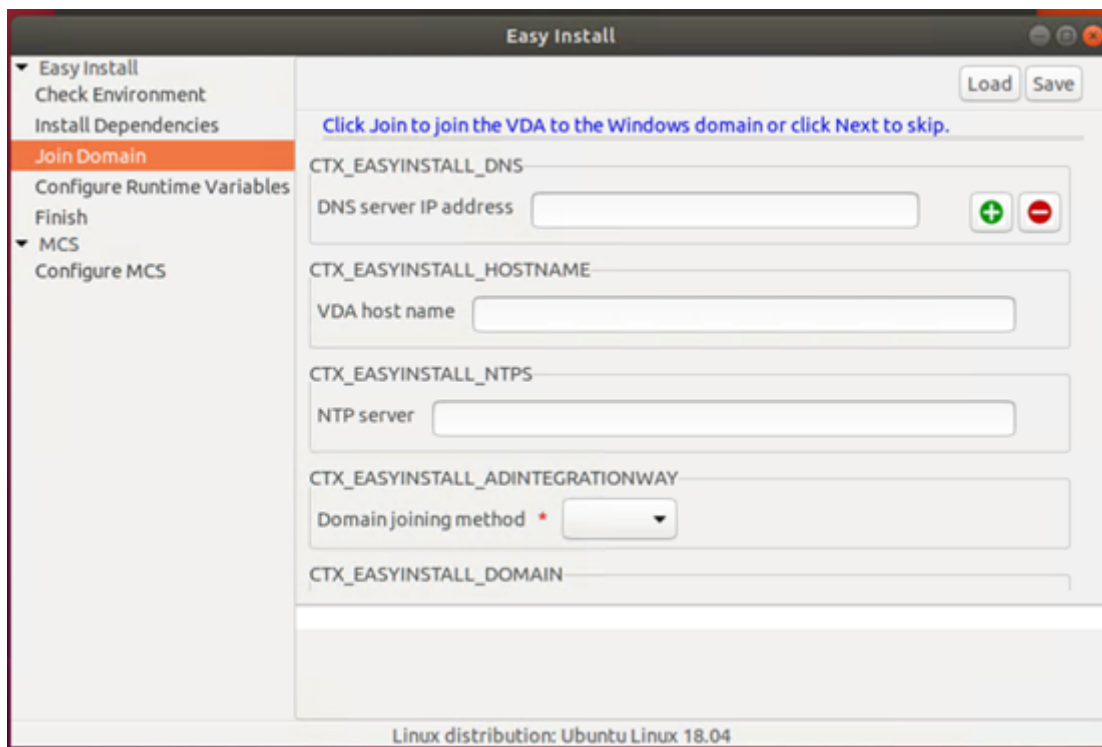 Easy Install
Easy Install
Check Environment
Install Dependencies
Join Domain
Configure Runtime Variables
Finish
MCS
Configure MCS
Load Save
Click Join to join the VDA to the Windows domain or click Next to skip.
CTX_EASYINSTALL_DNS
DNS server IP address
CTX_EASYINSTALL_HOSTNAME
VDA host name
CTX_EASYINSTALL_NTPS
NTP server
CTX_EASYINSTALL_ADINTEGRATIONWAY
Domain joining method *
CTX_EASYINSTALL_DOMAIN
Linux distribution: Ubuntu Linux 18.04